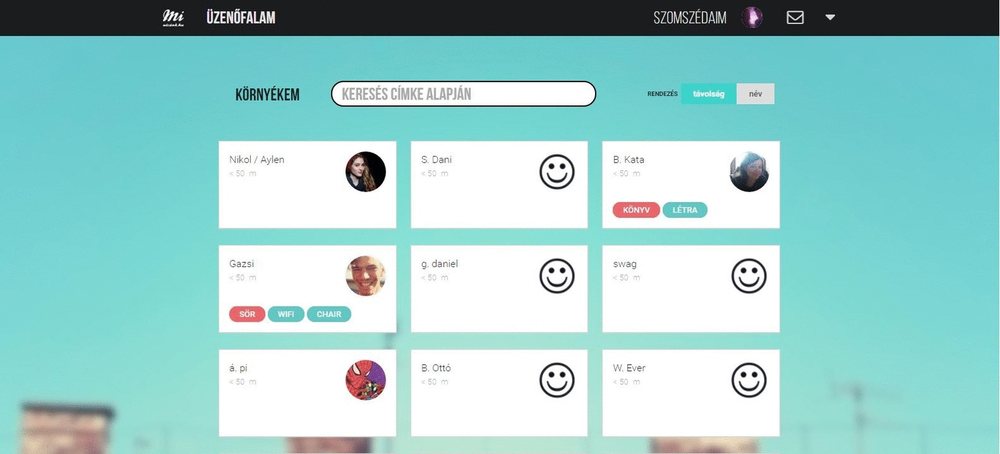 Mi ÜZENŐFALAM SZOMSZÉDAIM
KÖRNYÉKEM KERESÉS CÍMKE ALAPJÁN RENDEZÉS távolság név
Nikol / Aylen
< 50 m
S. Dani
< 50 m
B. Kata
< 50 m
KÖNYV LÉTRA
Gazsi
< 50 m
SÖR WIFI CHAIR
g. daniel
< 50 m
swag
< 50 m
á. pi
< 50 m
B. Ottó
< 50 m
W. Ever
< 50 m